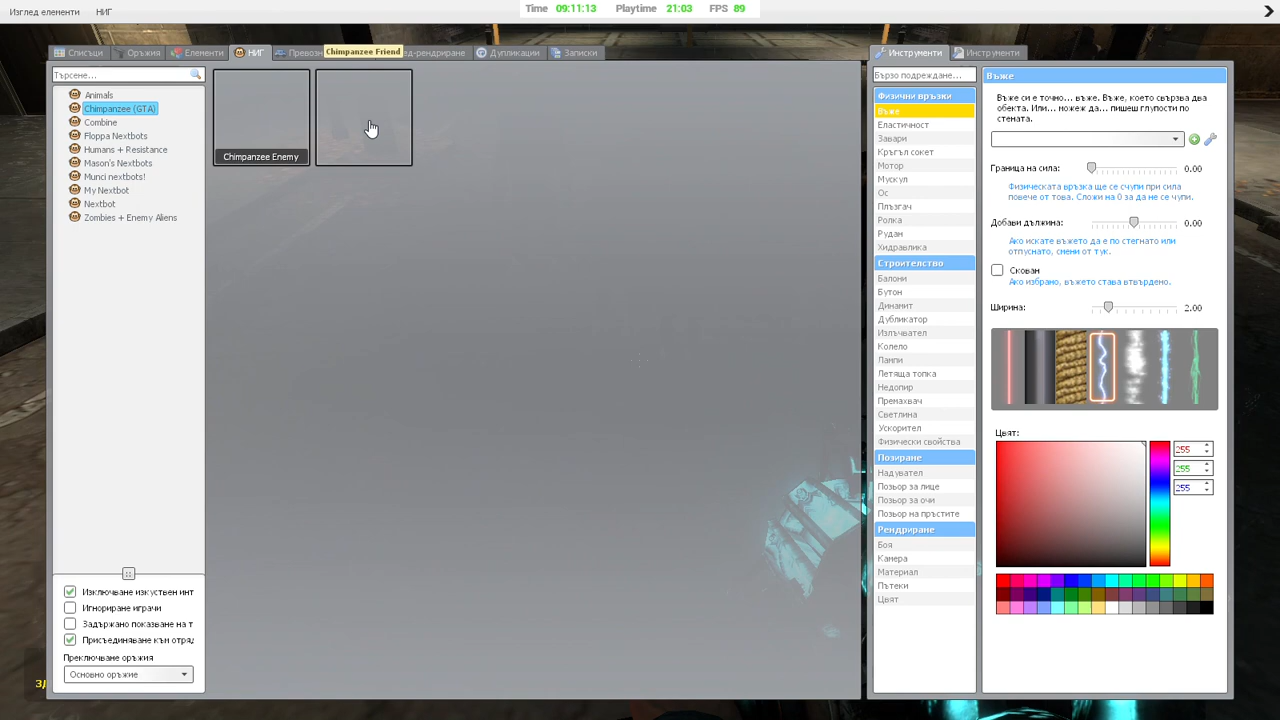 Time 09:11:13 Playtime 21:03 FPS 89
Изглед елементи НИГ
Списъци Оръжия Елементи НИГ Превозн ед-рендриране Дупликации Записки
Chimpanzee Friend
Инструменти Инструменти
Търсене...
Animals
Chimpanzee (GTA)
Combine
Floppa Nextbots
Humans + Resistance
Mason's Nextbots
Munci nextbots!
My Nextbot
Nextbot
Zombies + Enemy Aliens
Chimpanzee Enemy
Изключване изкуствен инт
Игнориране играчи
Задържано показване на т
Присъединяване към отряд
Преключване оръжия
Основно оръжие
Бързо подреждане...
Физични връзки
Въже
Еластичност
Завари
Кръгъл сокет
Мотор
Мускул
Ос
Плъзгач
Ролка
Рудан
Хидравлика
Строителство
Балони
Бутон
Динамит
Дубликатор
Излъчвател
Колело
Лампи
Летяща топка
Недопир
Премахвач
Светлина
Ускорител
Физически свойства
Позиране
Надувател
Позьор за лице
Позьор за очи
Позьор на пръстите
Рендриране
Боя
Камера
Материал
Пътеки
Цвят
Въже
Въже си е точно... въже. Въже, което свързва два
обекта. Или... можеж да... пишеш глупости по
стената.
Граница на сила: 0.00
Физическата връзка ще се счупи при сила
повече от това. Сложи на 0 за да не се чупи.
Добави дължина: 0.00
Ако искате въжето да е по стегнато или
отпуснато, смени от тук.
Скован
Ако избрано, въжето става втвърдено.
Ширина: 2.00
Цвят:
255
255
255